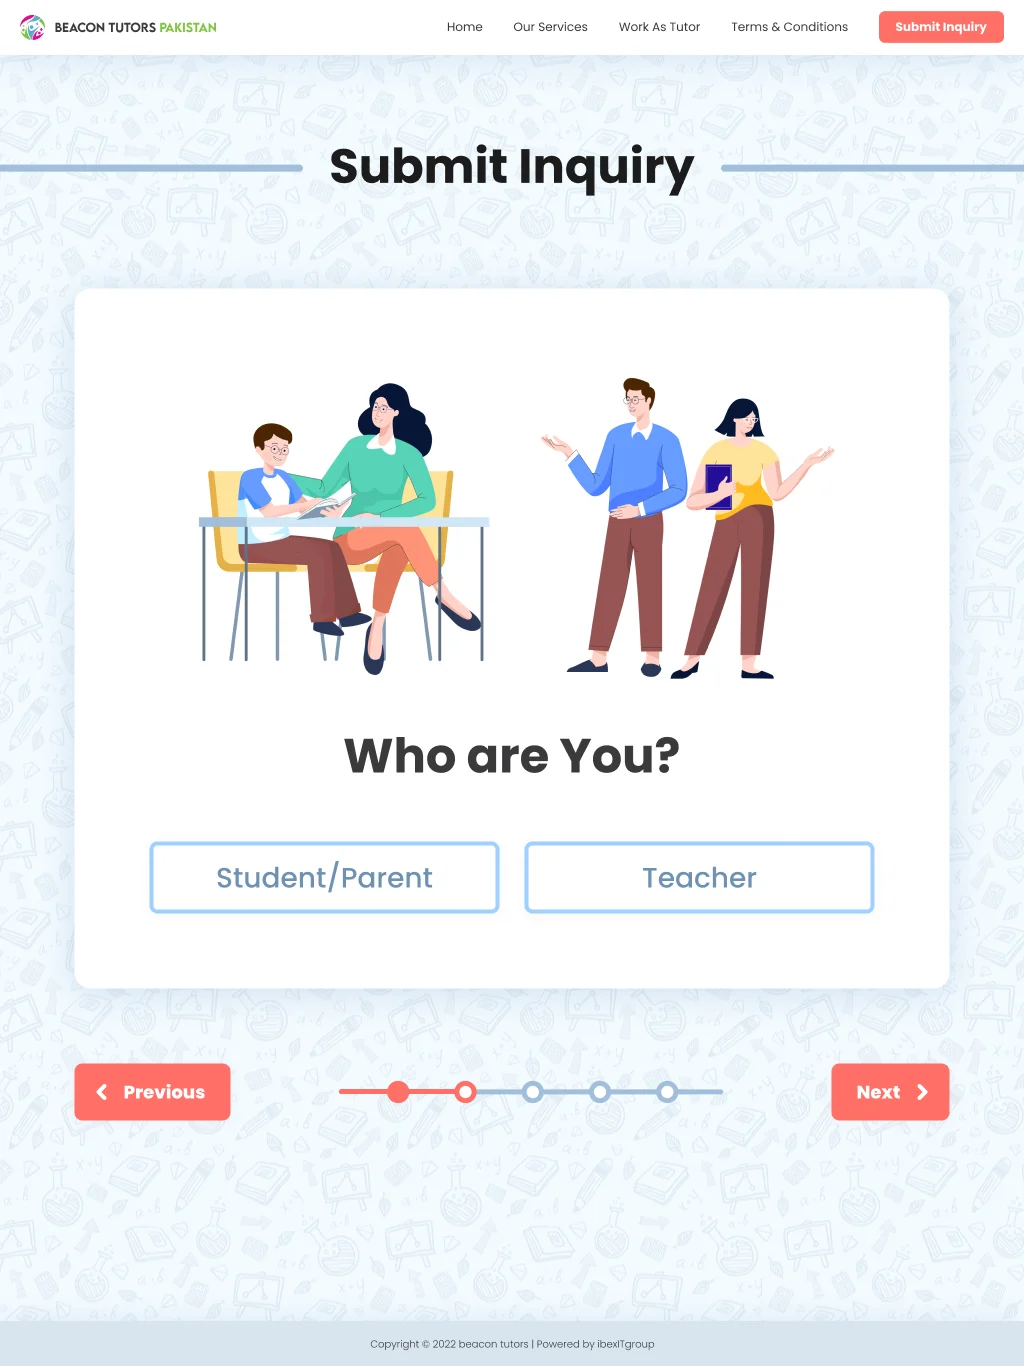 BEACON TUTORS PAKISTAN
Home
Our Services
Work As Tutor
Terms & Conditions
Submit Inquiry
Submit Inquiry
Who are You?
Student/Parent
Teacher
Previous
Next
Copyright © 2022 beacon tutors | Powered by ibexITgroup